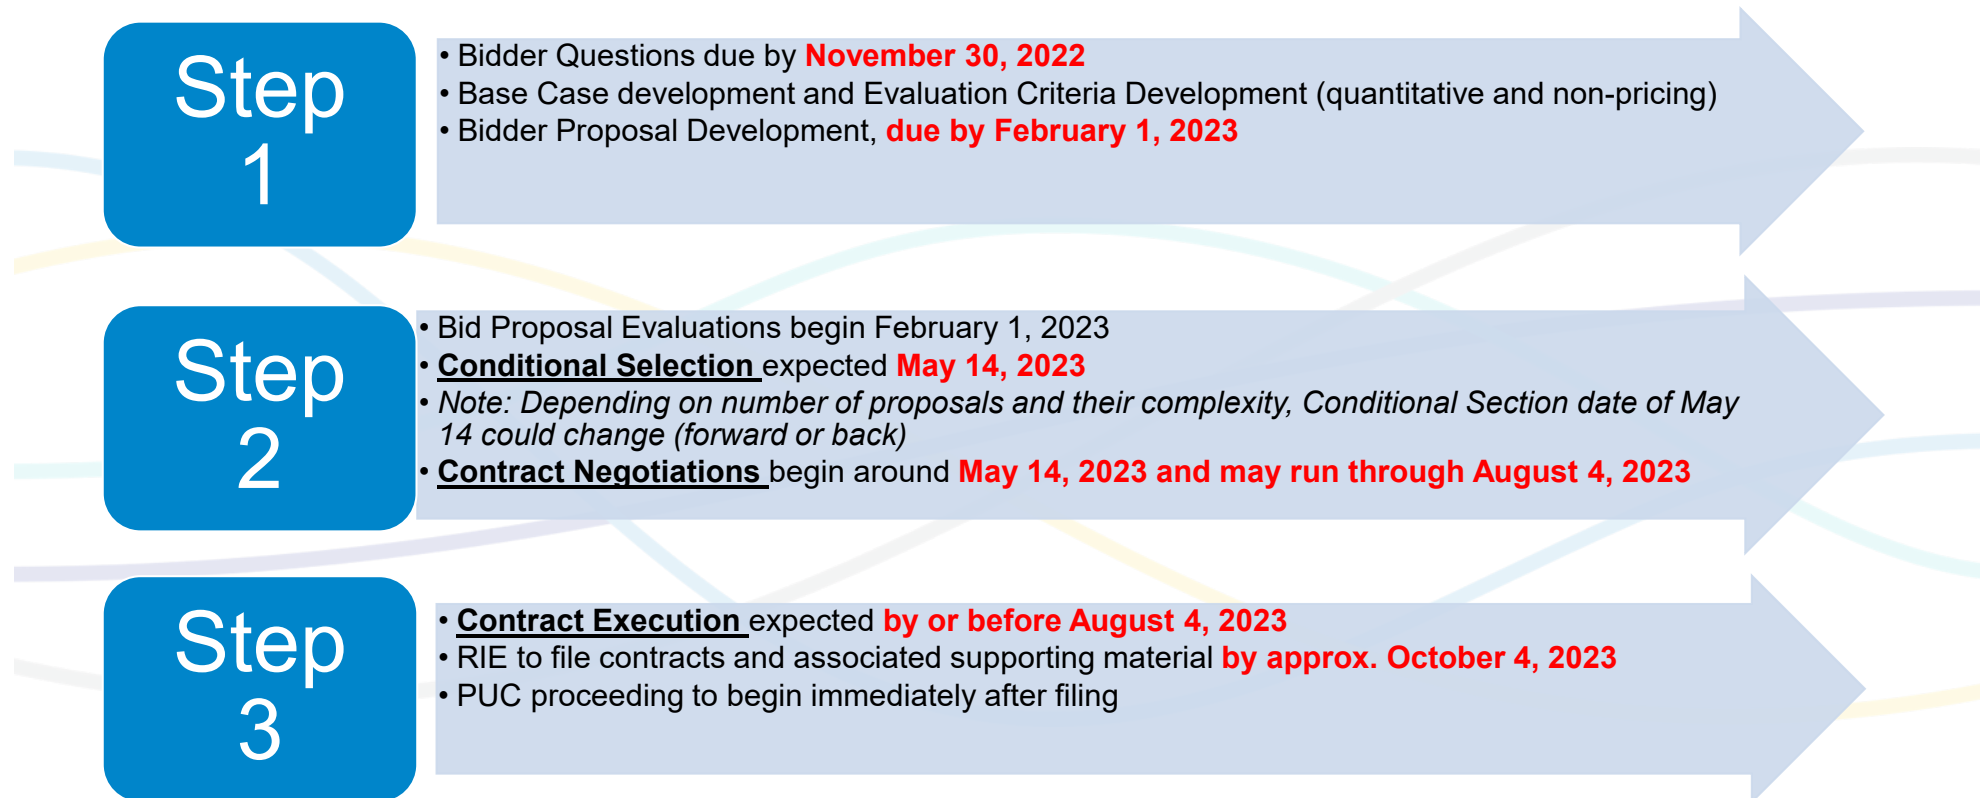 Step
1
• Bidder Questions due by November 30, 2022
• Base Case development and Evaluation Criteria Development (quantitative and non-pricing)
• Bidder Proposal Development, due by February 1, 2023
Step
2
• Bid Proposal Evaluations begin February 1, 2023
• Conditional Selection expected May 14, 2023
• Note: Depending on number of proposals and their complexity, Conditional Section date of May
14 could change (forward or back)
• Contract Negotiations begin around May 14, 2023 and may run through August 4, 2023
Step
3
• Contract Execution expected by or before August 4, 2023
• RIE to file contracts and associated supporting material by approx. October 4, 2023
• PUC proceeding to begin immediately after filing